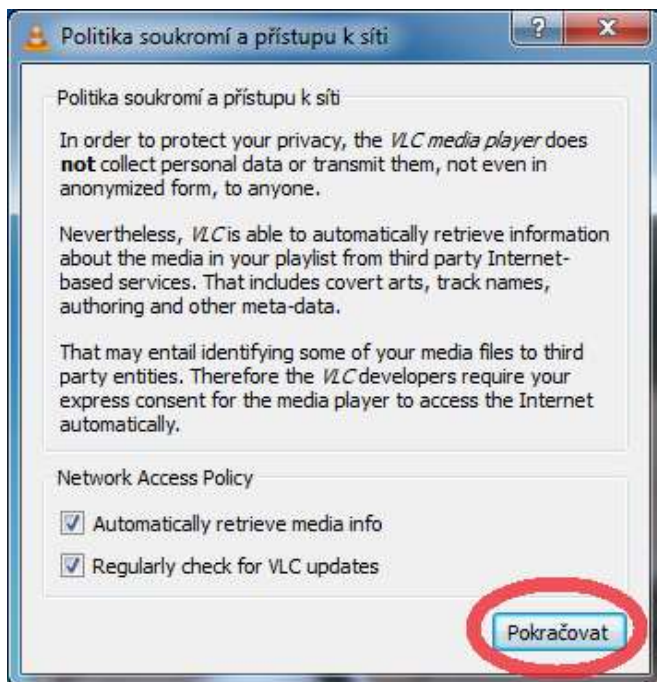 Politika soukromí a přístupu k síti
Politika soukromí a přístupu k síti
In order to protect your privacy, the VLC media player does
not collect personal data or transmit them, not even in
anonymized form, to anyone.
Nevertheless, VLC is able to automatically retrieve information
about the media in your playlist from third party Internet-
based services. That includes covert arts, track names,
authoring and other meta-data.
That may entail identifying some of your media files to third
party entities. Therefore the VLC developers require your
express consent for the media player to access the Internet
automatically.
Network Access Policy
Automatically retrieve media info
Regularly check for VLC updates
Pokračovat